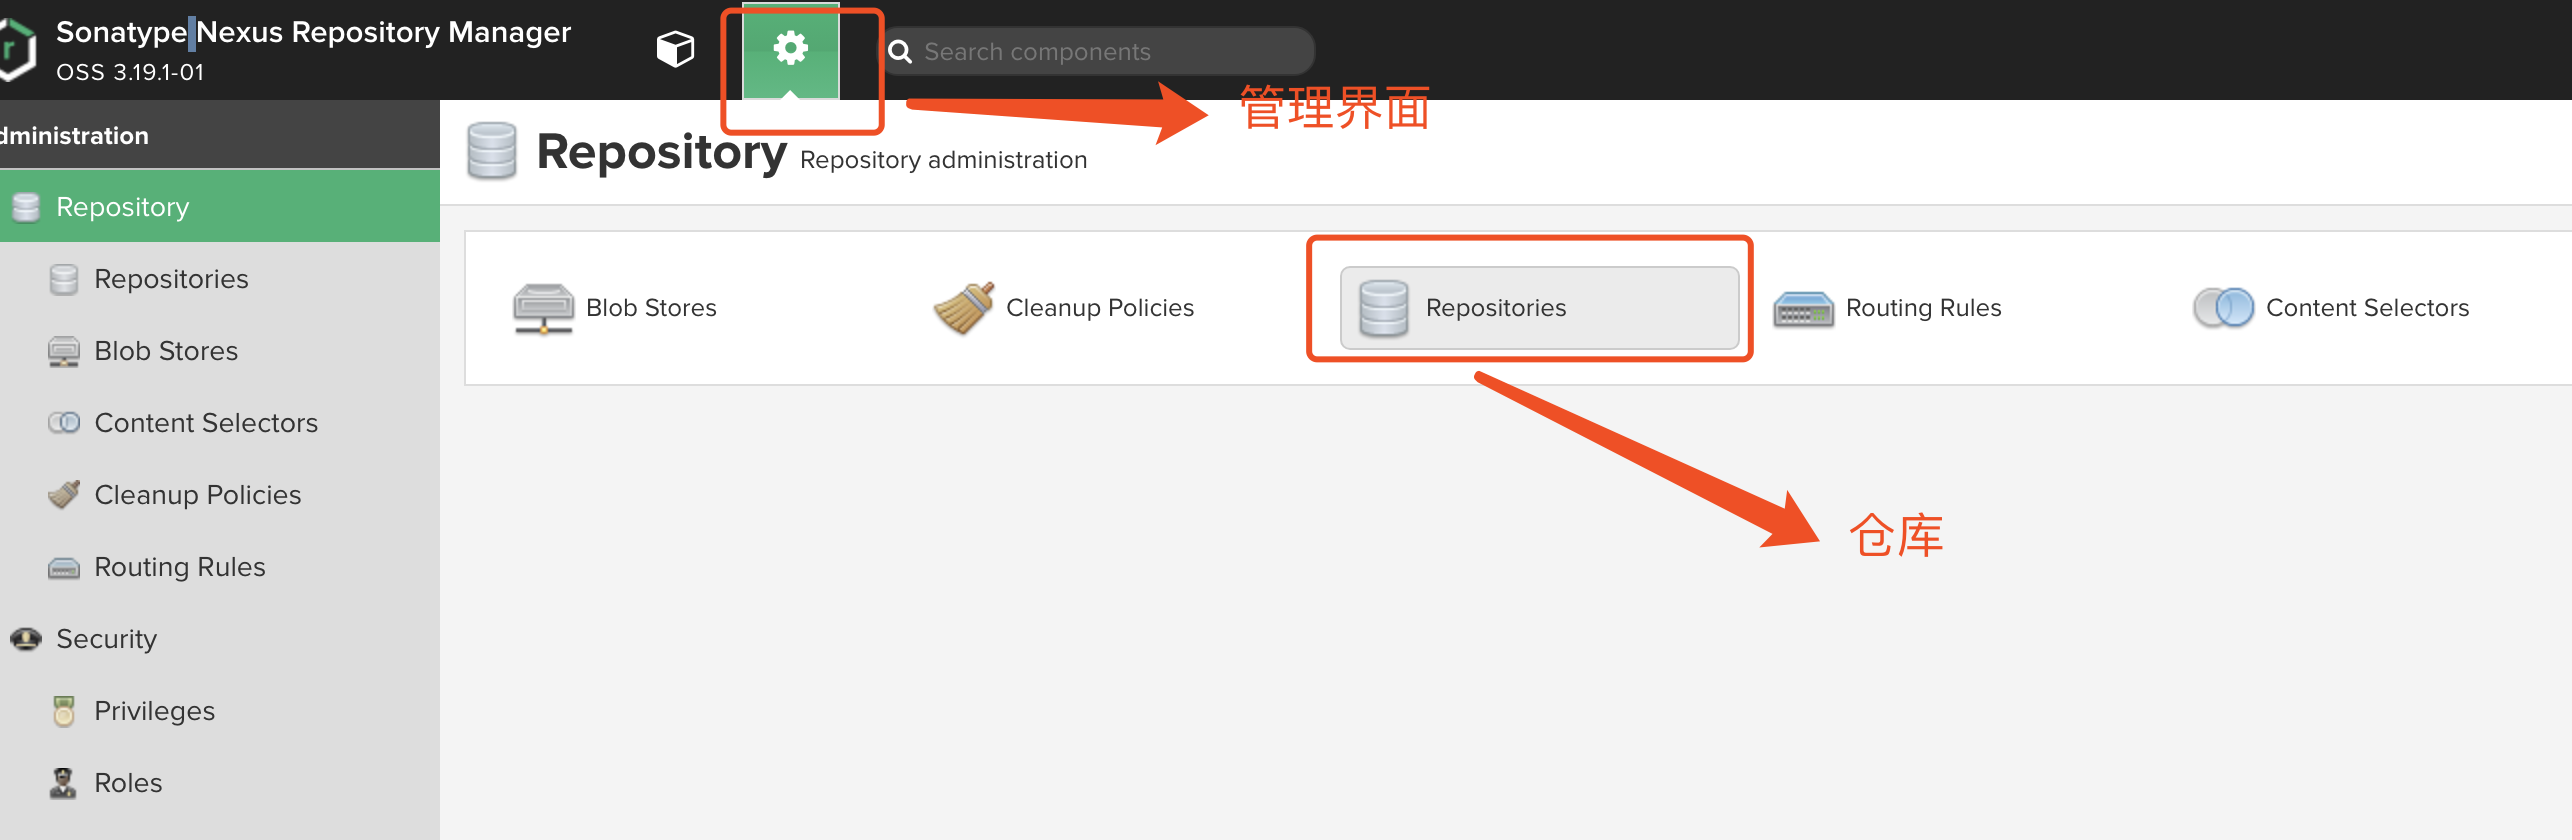 Sonatype Nexus Repository Manager
OSS 3.19.1-01
Search components
管理界面
dministration
Repository Repository administration
Repository
Repositories
Blob Stores
Content Selectors
Cleanup Policies
Routing Rules
Security
Privileges
Roles
Blob Stores
Cleanup Policies
Repositories
Routing Rules
Content Selectors
仓库